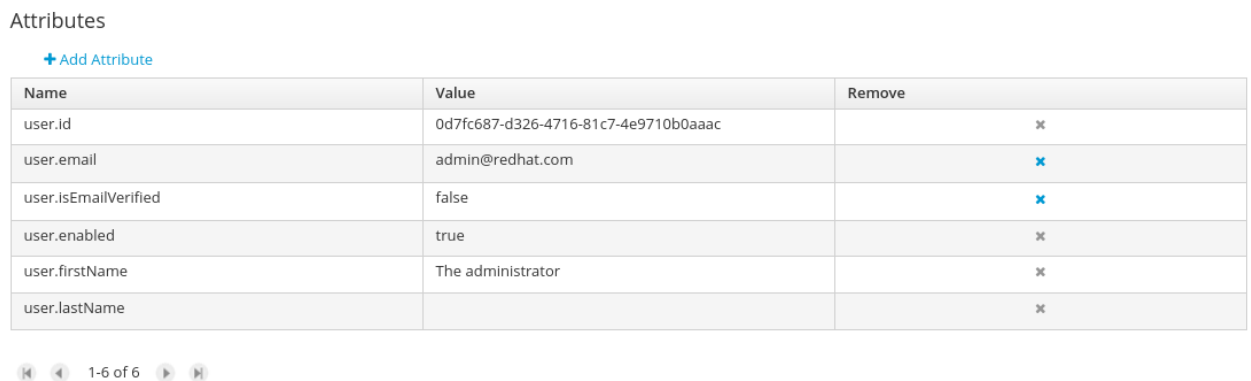 Attributes
Add Attribute
Name Value Remove
user.id 0d7fc687-d326-4716-81c7-4e9710b0aaac
user.email admin@redhat.com
user.isEmailVerified false
user.enabled true
user.firstName The administrator
user.lastName
1-6 of 6